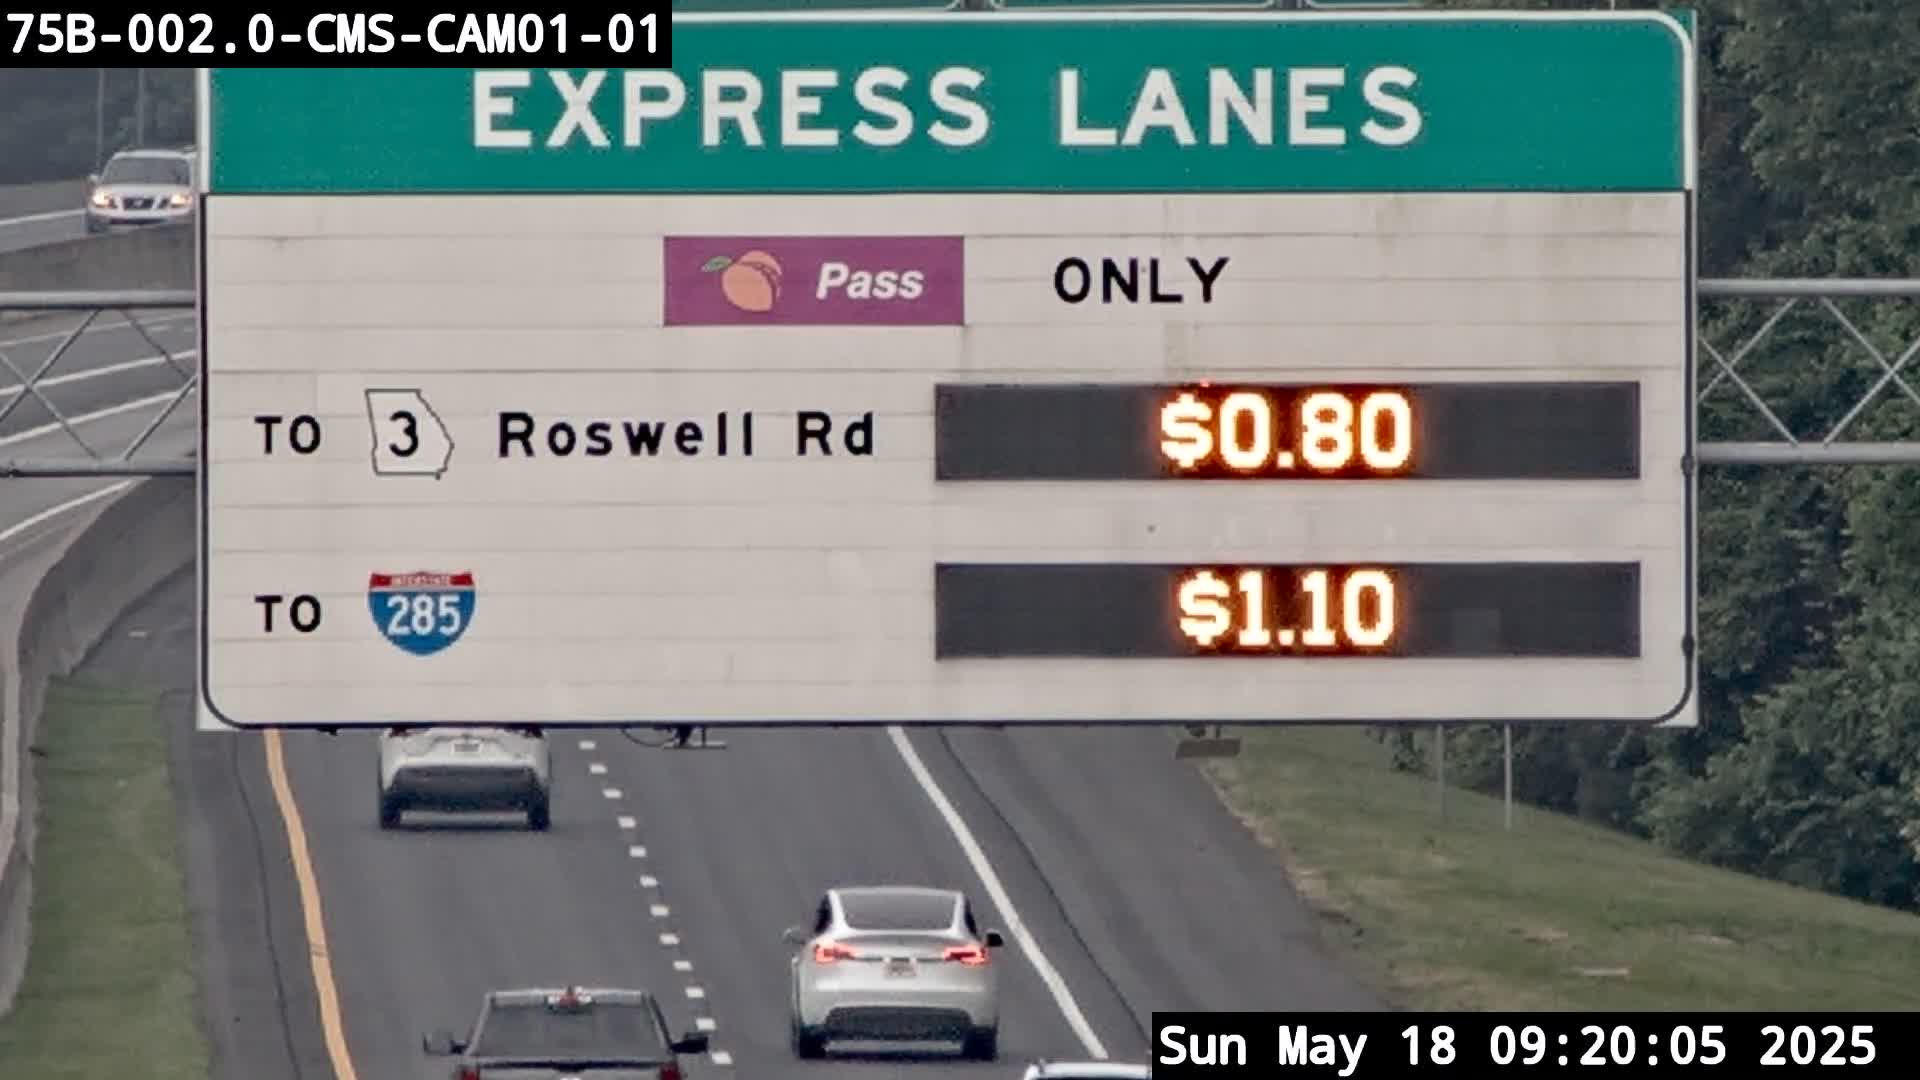 75B-002.0-CMS-CAM01-01
EXPRESS LANES
Pass ONLY
TO 3 Roswell Rd $0.80
TO INTERSTATE 285 $1.10
Sun May 18 09:20:05 2025